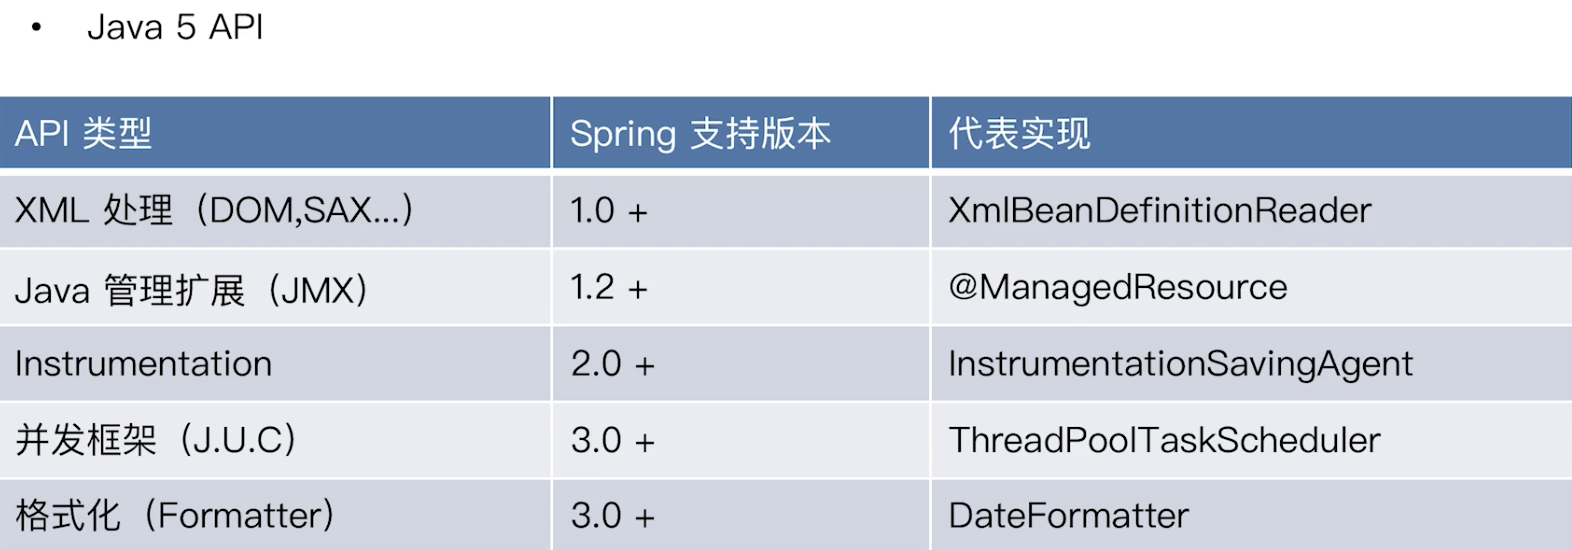 • Java 5 API
API 类型 Spring 支持版本 代表实现
XML 处理（DOM,SAX...） 1.0 + XmlBeanDefinitionReader
Java 管理扩展（JMX） 1.2 + @ManagedResource
Instrumentation 2.0 + InstrumentationSavingAgent
并发框架（J.U.C） 3.0 + ThreadPoolTaskScheduler
格式化（Formatter） 3.0 + DateFormatter